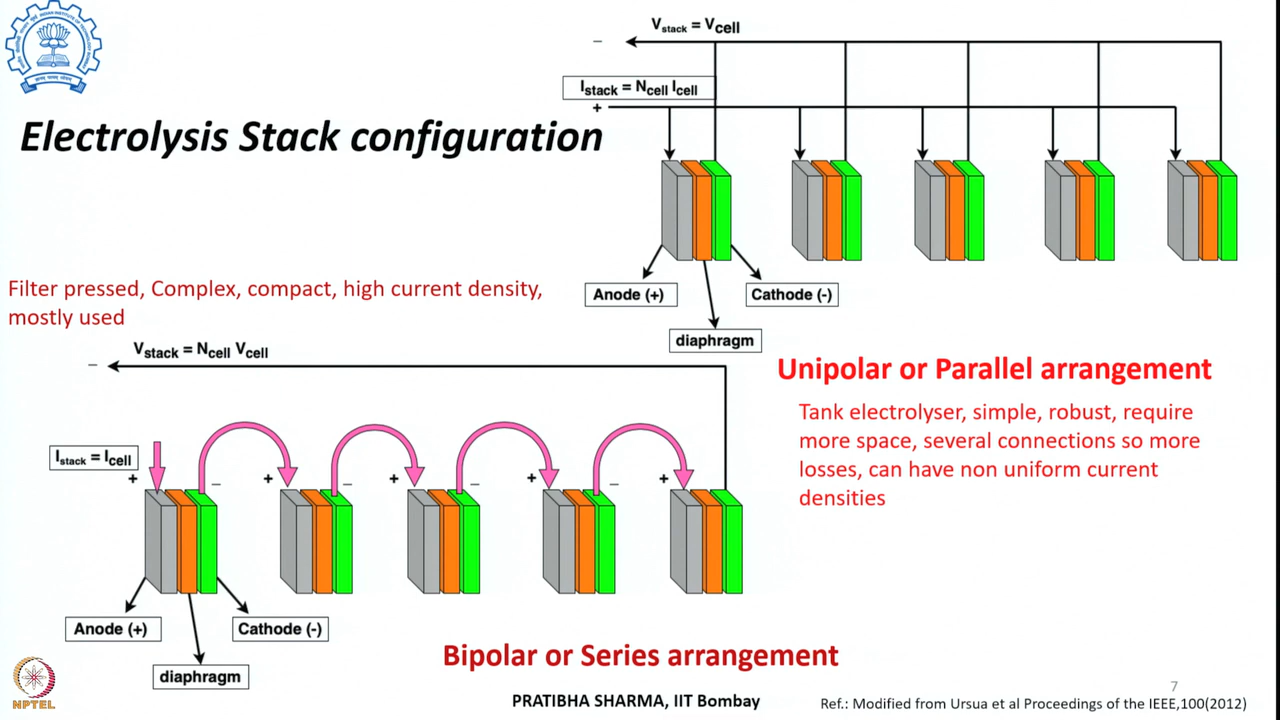 Electrolysis Stack configuration
V_stack = V_cell
−
I_stack = N_cell I_cell
+
Anode (+)
Cathode (-)
diaphragm
Unipolar or Parallel arrangement
Tank electrolyser, simple, robust, require
more space, several connections so more
losses, can have non uniform current
densities
Filter pressed, Complex, compact, high current density,
mostly used
V_stack = N_cell V_cell
−
I_stack = I_cell
+
− + − + − + − +
Anode (+)
Cathode (-)
diaphragm
Bipolar or Series arrangement
7
NPTEL
PRATIBHA SHARMA, IIT Bombay
Ref.: Modified from Ursua et al Proceedings of the IEEE,100(2012)